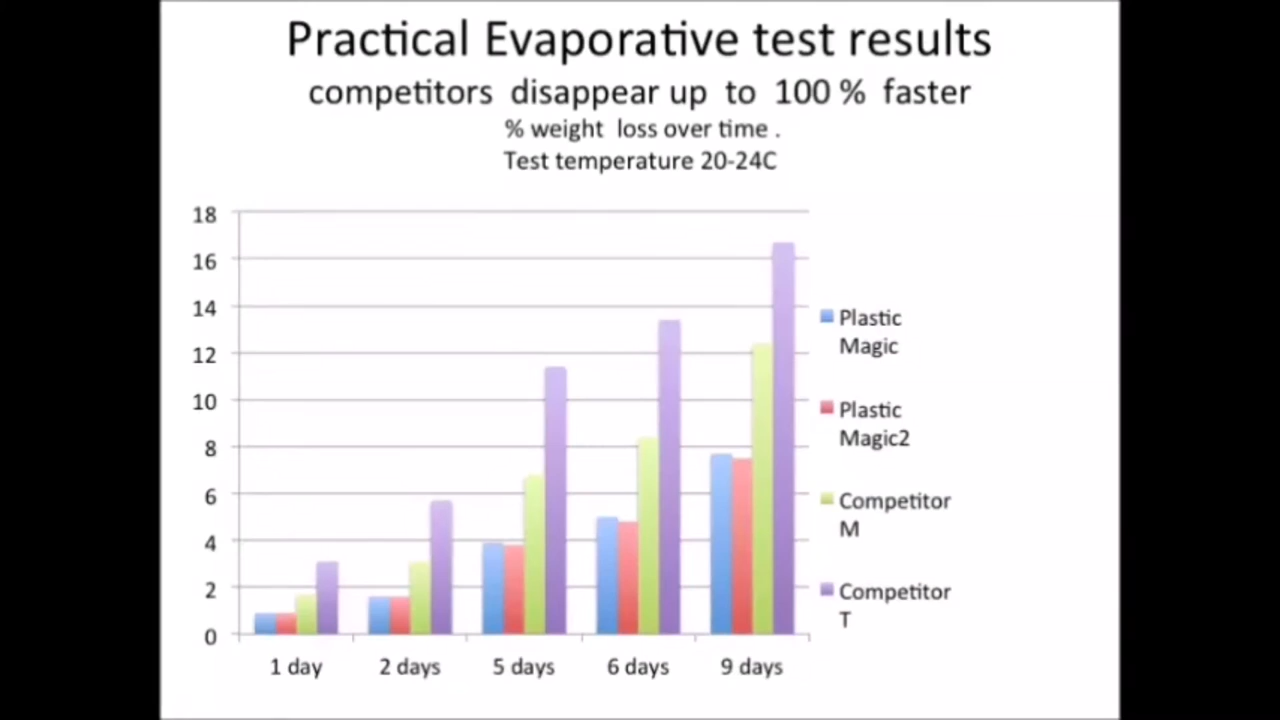 Practical Evaporative test results
competitors disappear up to 100 % faster
% weight loss over time .
Test temperature 20-24C
18
16
14
12
10
8
6
4
2
0
1 day
2 days
5 days
6 days
9 days
Plastic
Magic
Plastic
Magic2
Competitor
M
Competitor
T